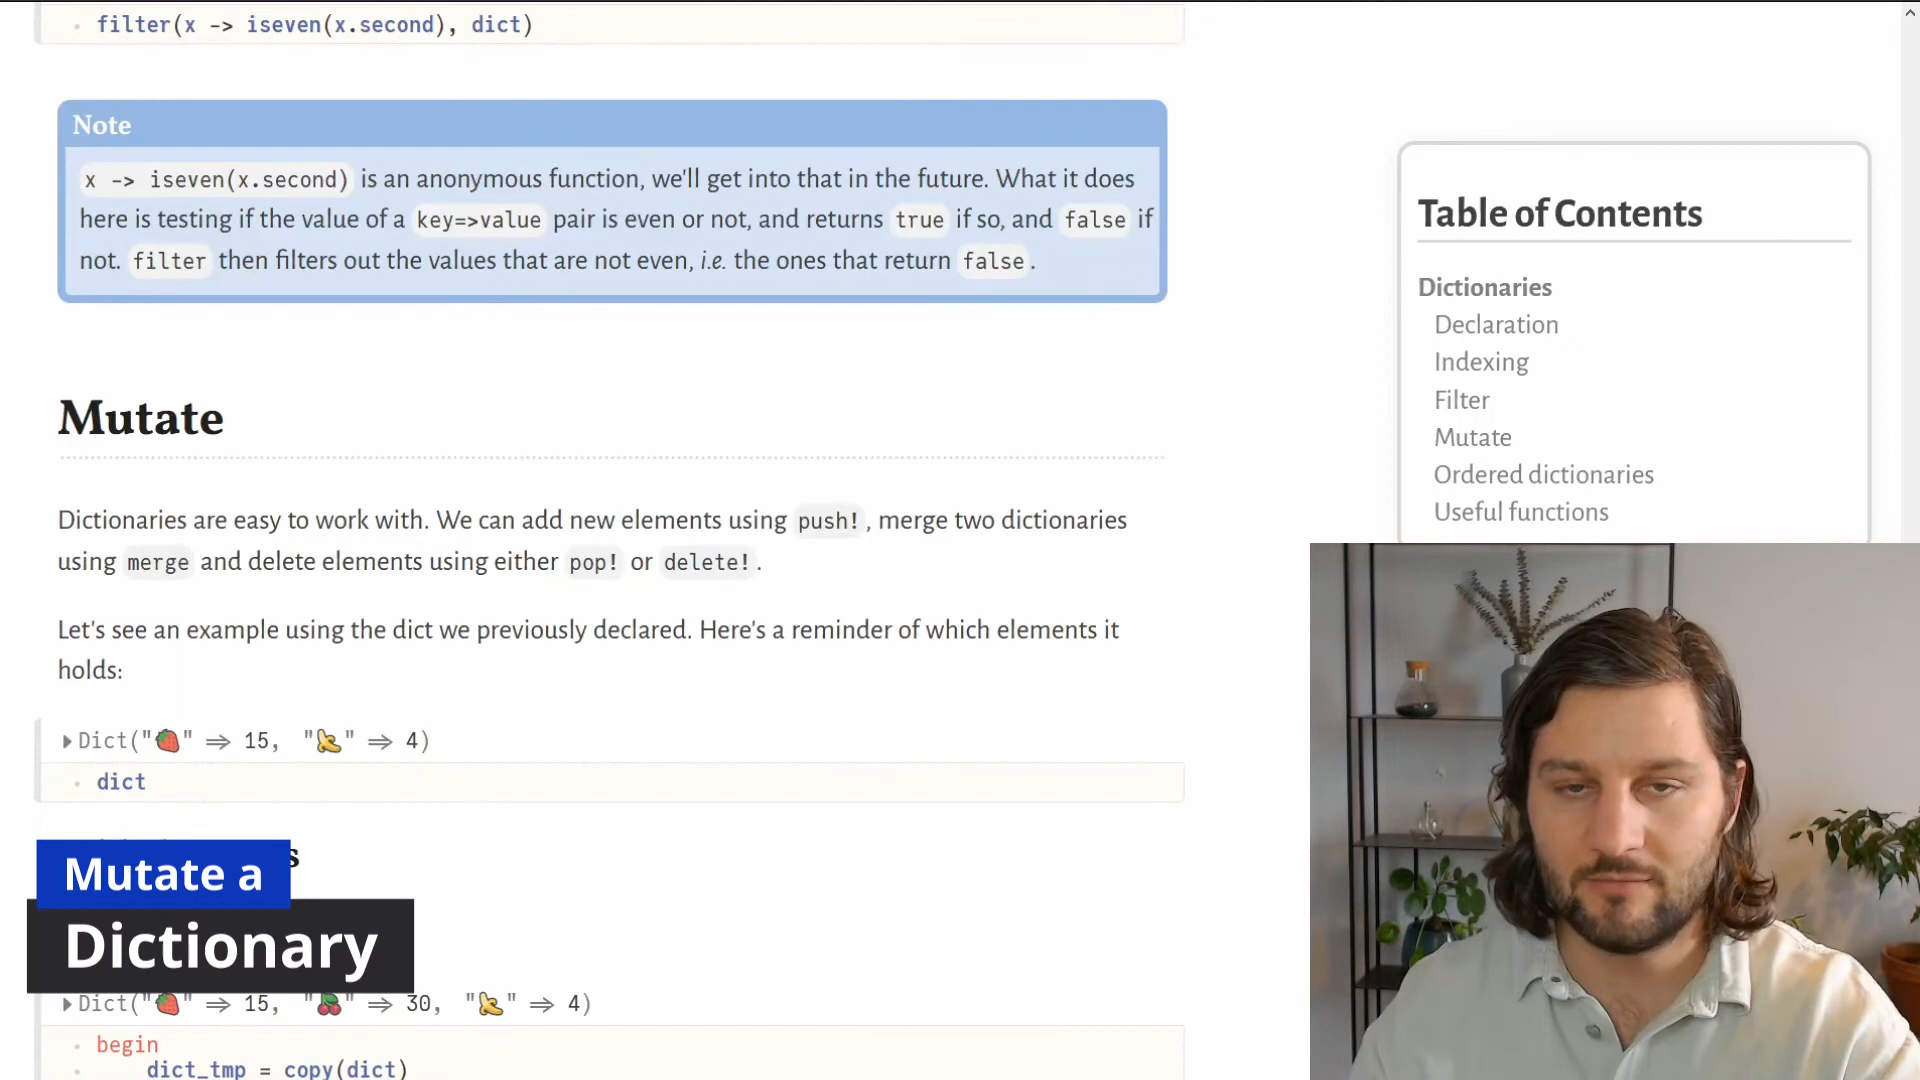 filter(x -> iseven(x.second), dict)
Note
x -> iseven(x.second) is an anonymous function, we'll get into that in the future. What it does
here is testing if the value of a key=>value pair is even or not, and returns true if so, and false if
not. filter then filters out the values that are not even, i.e. the ones that return false.
Mutate
Dictionaries are easy to work with. We can add new elements using push!, merge two dictionaries
using merge and delete elements using either pop! or delete!.
Let's see an example using the dict we previously declared. Here's a reminder of which elements it
holds:
Dict("🍓" ⇒ 15, "🍌" ⇒ 4)
dict
Mutate a
Dictionary
Dict("🍓" ⇒ 15, "🍒" ⇒ 30, "🍌" ⇒ 4)
begin
dict_tmp = copy(dict)
Table of Contents
Dictionaries
Declaration
Indexing
Filter
Mutate
Ordered dictionaries
Useful functions